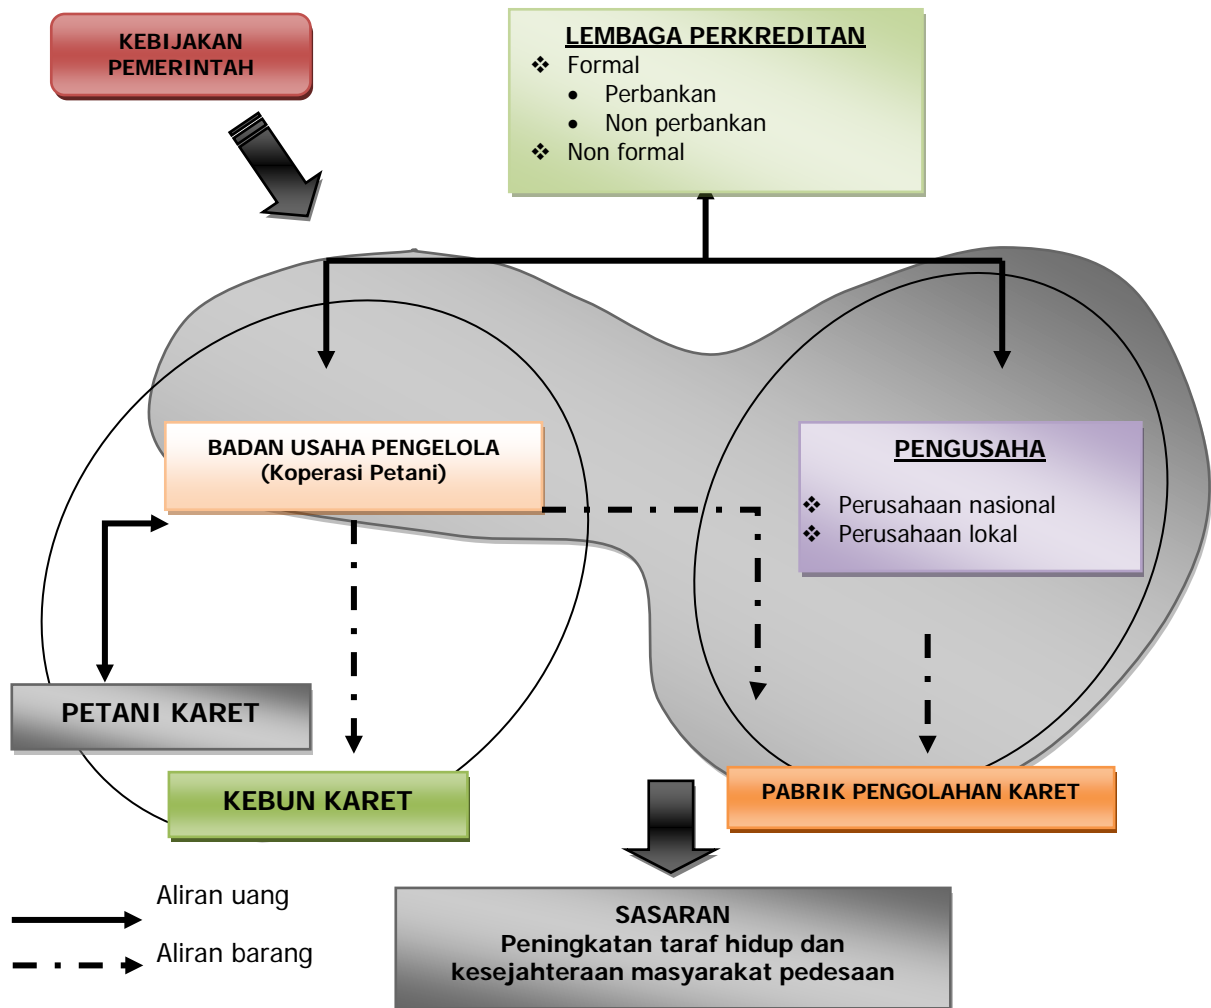 KEBIJAKAN
PEMERINTAH
LEMBAGA PERKREDITAN
❖ Formal
• Perbankan
• Non perbankan
❖ Non formal
BADAN USAHA PENGELOLA
(Koperasi Petani)
PENGUSAHA
❖ Perusahaan nasional
❖ Perusahaan lokal
PETANI KARET
KEBUN KARET
PABRIK PENGOLAHAN KARET
Aliran uang
Aliran barang
SASARAN
Peningkatan taraf hidup dan
kesejahteraan masyarakat pedesaan